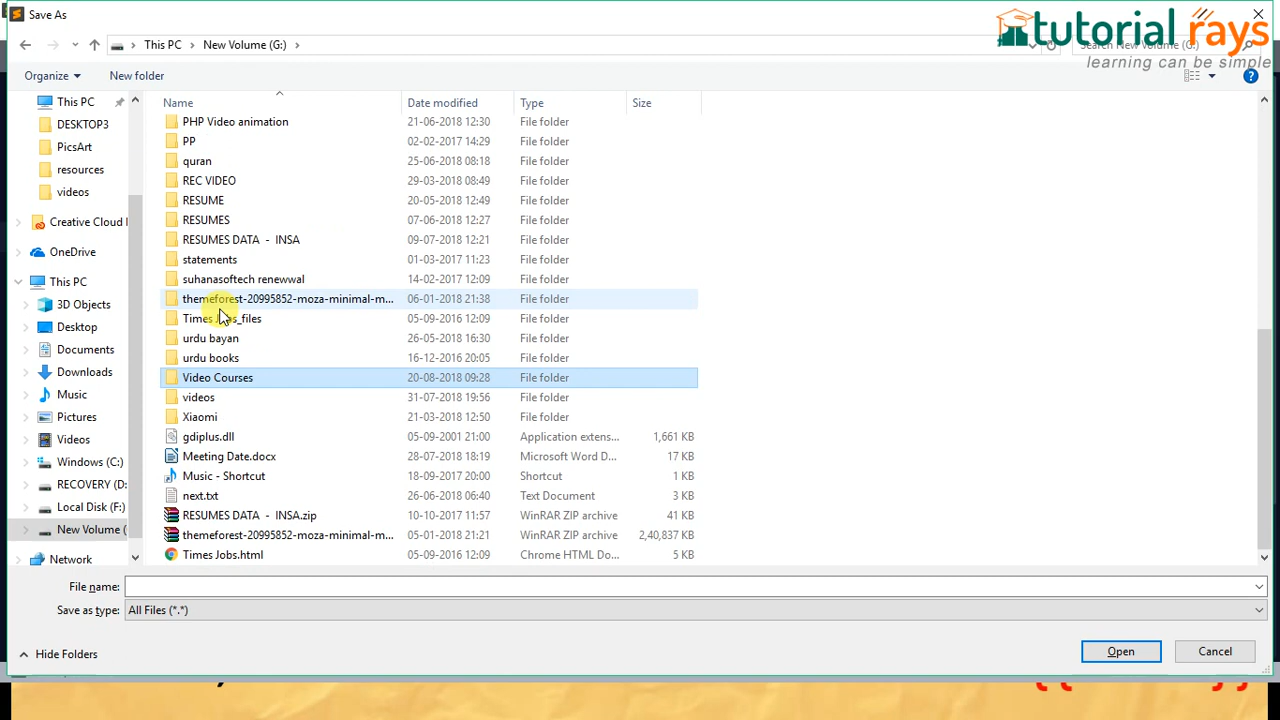 Save As
tutorial rays
learning can be simple
This PC
New Volume (G:)
Search New Volume (G:)
Organize
New folder
Name
Date modified
Type
Size
This PC
DESKTOP3
PicsArt
resources
videos
Creative Cloud
OneDrive
This PC
3D Objects
Desktop
Documents
Downloads
Music
Pictures
Videos
Windows (C:)
RECOVERY (D:
Local Disk (F:)
New Volume (
Network
PHP Video animation 21-06-2018 12:30 File folder
PP 02-02-2017 14:29 File folder
quran 25-06-2018 08:18 File folder
REC VIDEO 29-03-2018 08:49 File folder
RESUME 20-05-2018 12:49 File folder
RESUMES 07-06-2018 12:27 File folder
RESUMES DATA - INSA 09-07-2018 12:21 File folder
statements 01-03-2017 11:23 File folder
suhanasoftech renewwal 14-02-2017 12:09 File folder
themeforest-20995852-moza-minimal-m... 06-01-2018 21:38 File folder
Times Jobs_files 05-09-2016 12:09 File folder
urdu bayan 26-05-2018 16:30 File folder
urdu books 16-12-2016 20:05 File folder
Video Courses 20-08-2018 09:28 File folder
videos 31-07-2018 19:56 File folder
Xiaomi 21-03-2018 12:50 File folder
gdiplus.dll 05-09-2001 21:00 Application extens... 1,661 KB
Meeting Date.docx 28-07-2018 18:19 Microsoft Word D... 17 KB
Music - Shortcut 18-09-2017 20:00 Shortcut 1 KB
next.txt 26-06-2018 06:40 Text Document 3 KB
RESUMES DATA - INSA.zip 10-10-2017 11:57 WinRAR ZIP archive 41 KB
themeforest-20995852-moza-minimal-m... 05-01-2018 21:21 WinRAR ZIP archive 2,40,837 KB
Times Jobs.html 05-09-2016 12:09 Chrome HTML Do... 5 KB
File name:
Save as type: All Files (*.*)
Hide Folders
Open
Cancel